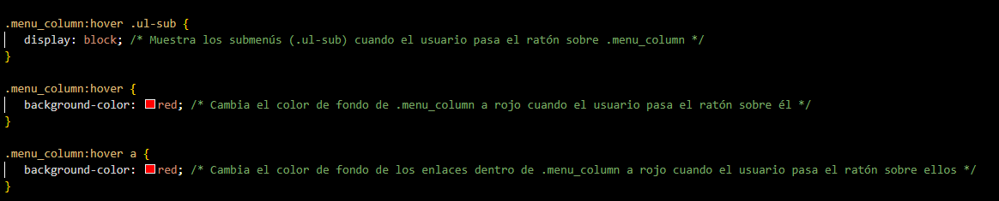 .menu_column:hover .ul-sub {
display: block; /* Muestra los submenús (.ul-sub) cuando el usuario pasa el ratón sobre .menu_column */
}
.menu_column:hover {
background-color: red; /* Cambia el color de fondo de .menu_column a rojo cuando el usuario pasa el ratón sobre él */
}
.menu_column:hover a {
background-color: red; /* Cambia el color de fondo de los enlaces dentro de .menu_column a rojo cuando el usuario pasa el ratón sobre ellos */
}